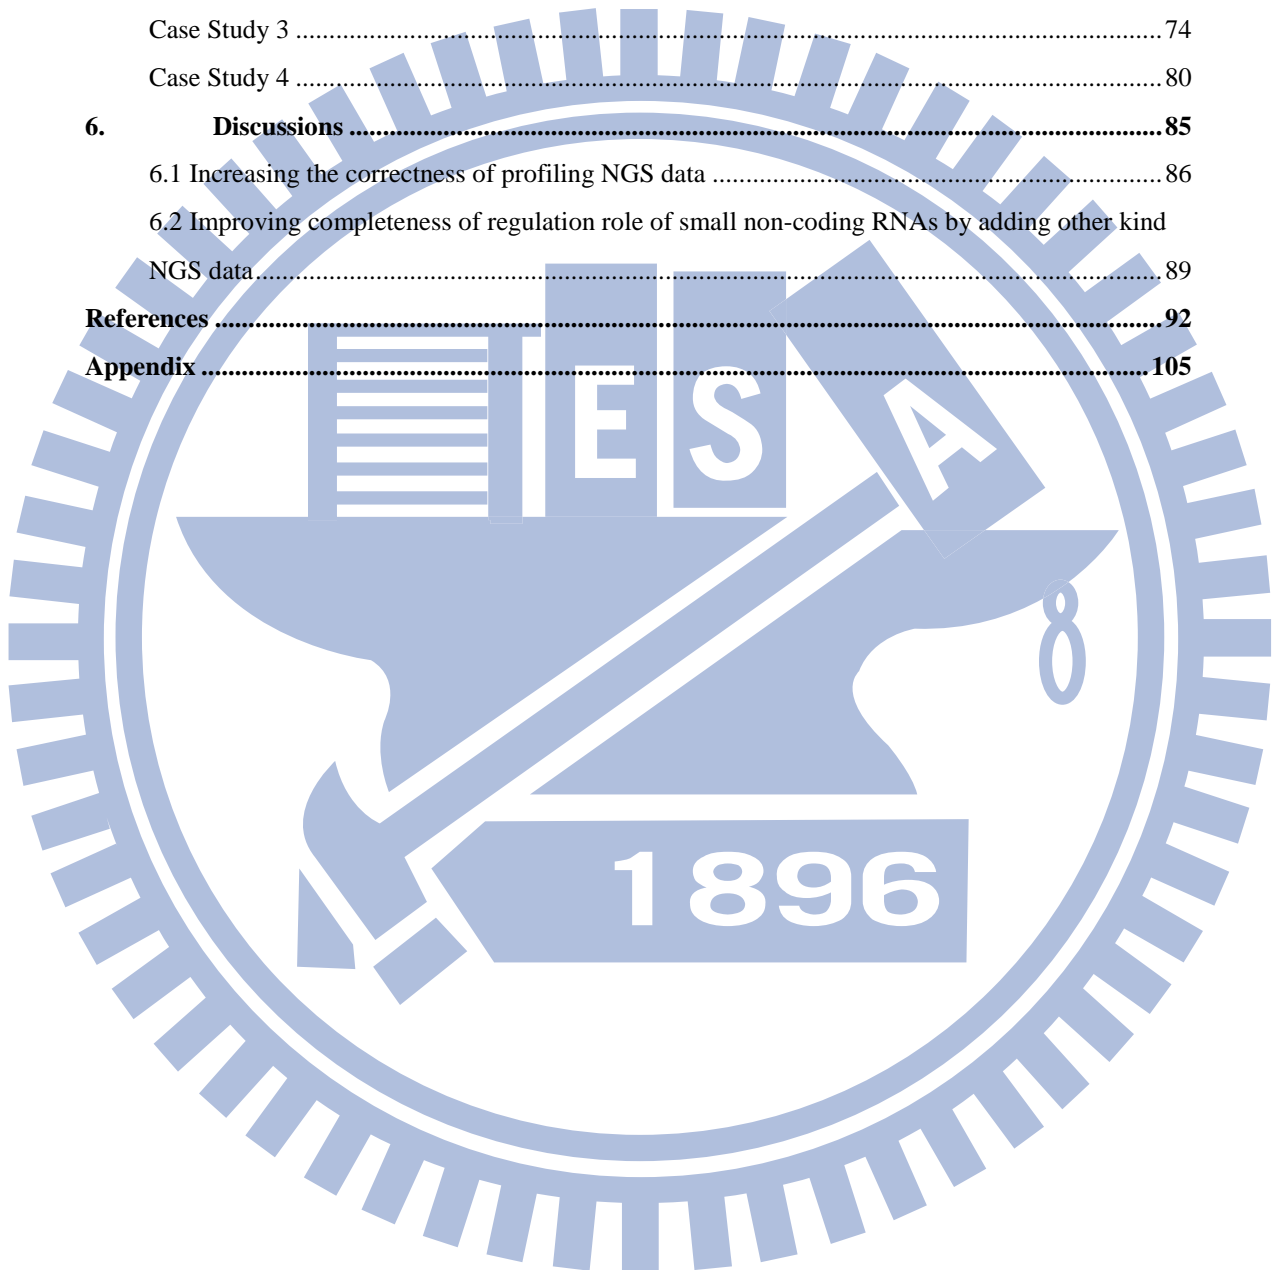 Case Study 3 ........................................................................................................................ 74
Case Study 4 ........................................................................................................................ 80
6. Discussions ........................................................................................................................ 85
6.1 Increasing the correctness of profiling NGS data ................................................................ 86
6.2 Improving completeness of regulation role of small non-coding RNAs by adding other kind
NGS data ........................................................................................................................ 89
References ........................................................................................................................ 92
Appendix ........................................................................................................................ 105
E S A
8
1896